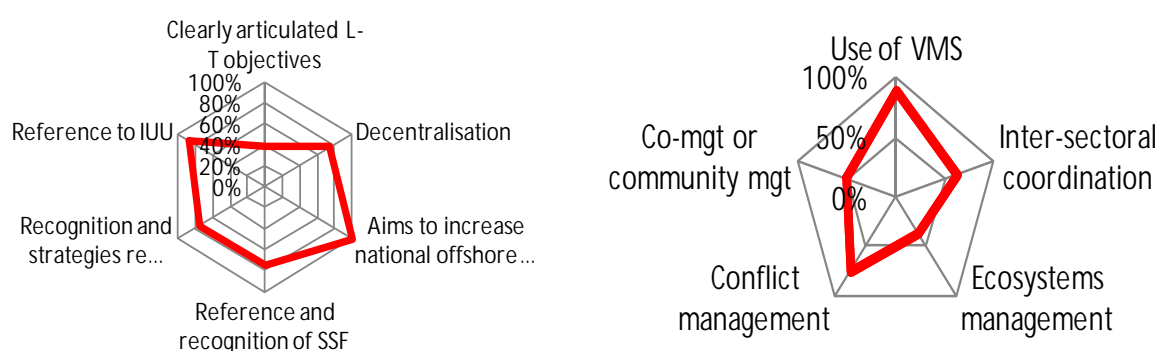 Clearly articulated L-
T objectives
100%
80%
60%
40%
20%
0%
Reference to IUU
Decentralisation
Recognition and
strategies re...
Aims to increase
national offshore...
Reference and
recognition of SSF
Use of VMS
100%
50%
0%
Co-mgt or
community mgt
Inter-sectoral
coordination
Conflict
management
Ecosystems
management